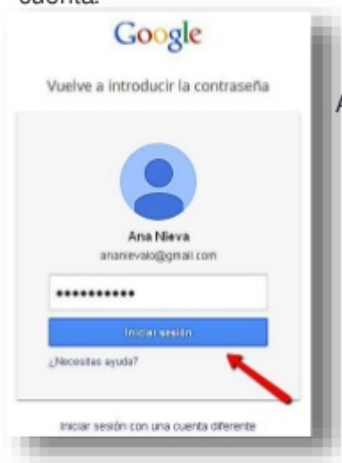 cuenta.
Google
Vuelve a introducir la contraseña
A
Ana Nieva
ananievalo@gmail.com
Iniciar sesión
¿Necesitas ayuda?
Iniciar sesión con una cuenta diferente